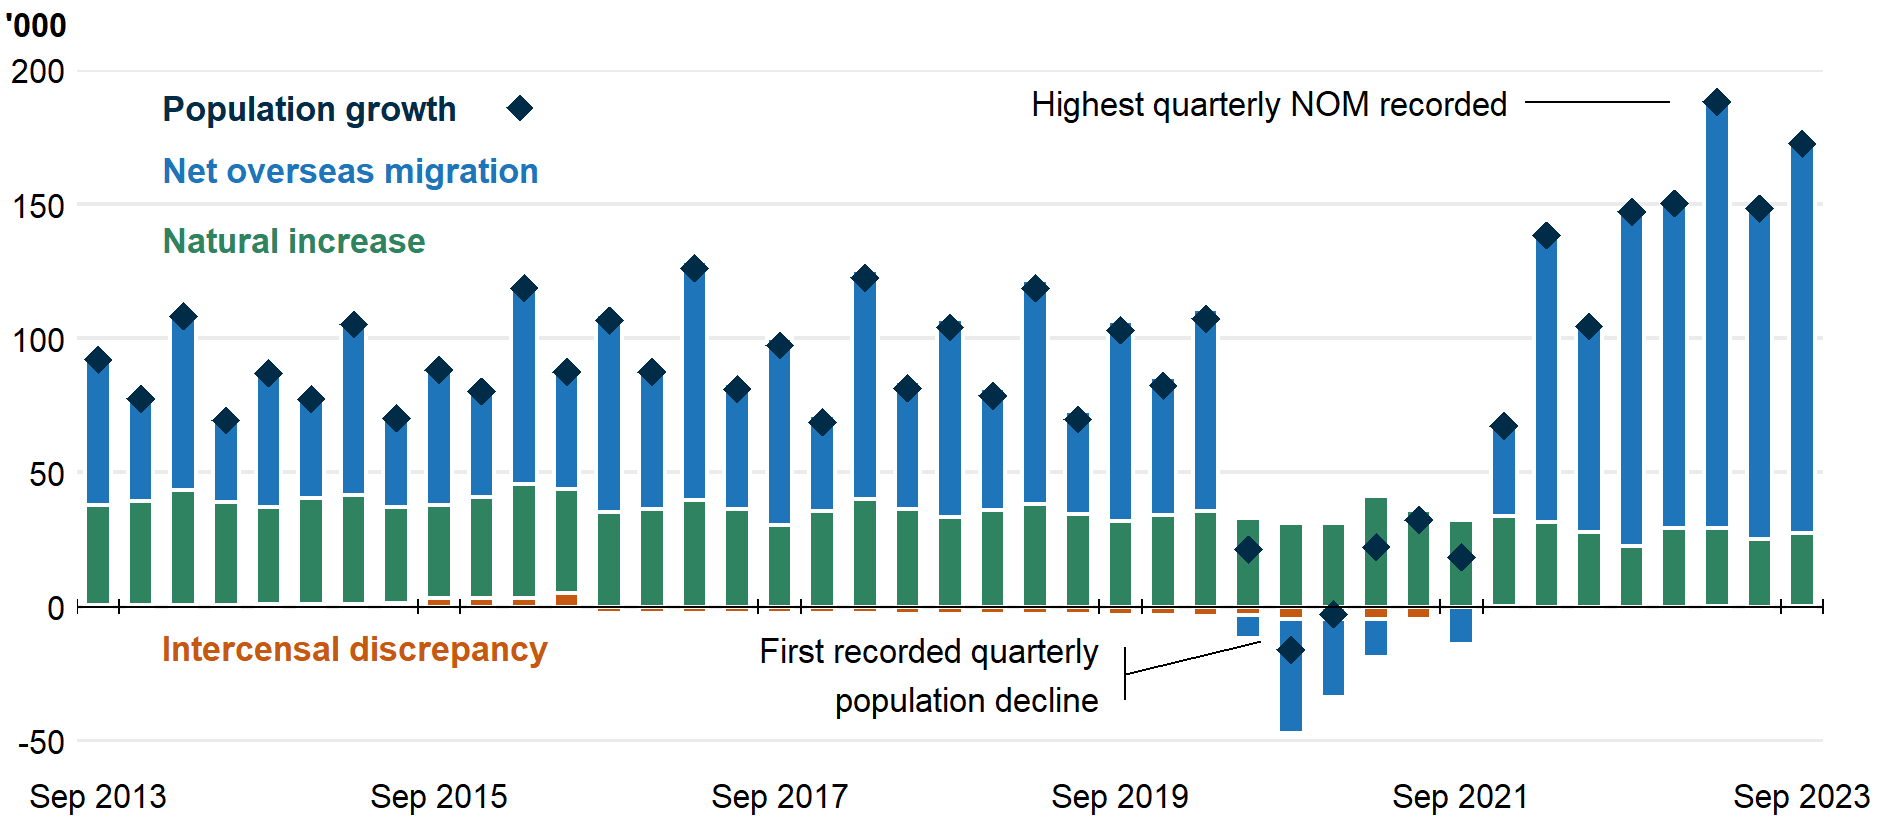 '000
200
Population growth
Highest quarterly NOM recorded
Net overseas migration
150
Natural increase
100
50
0
Intercensal discrepancy
First recorded quarterly
population decline
-50
Sep 2013
Sep 2015
Sep 2017
Sep 2019
Sep 2021
Sep 2023